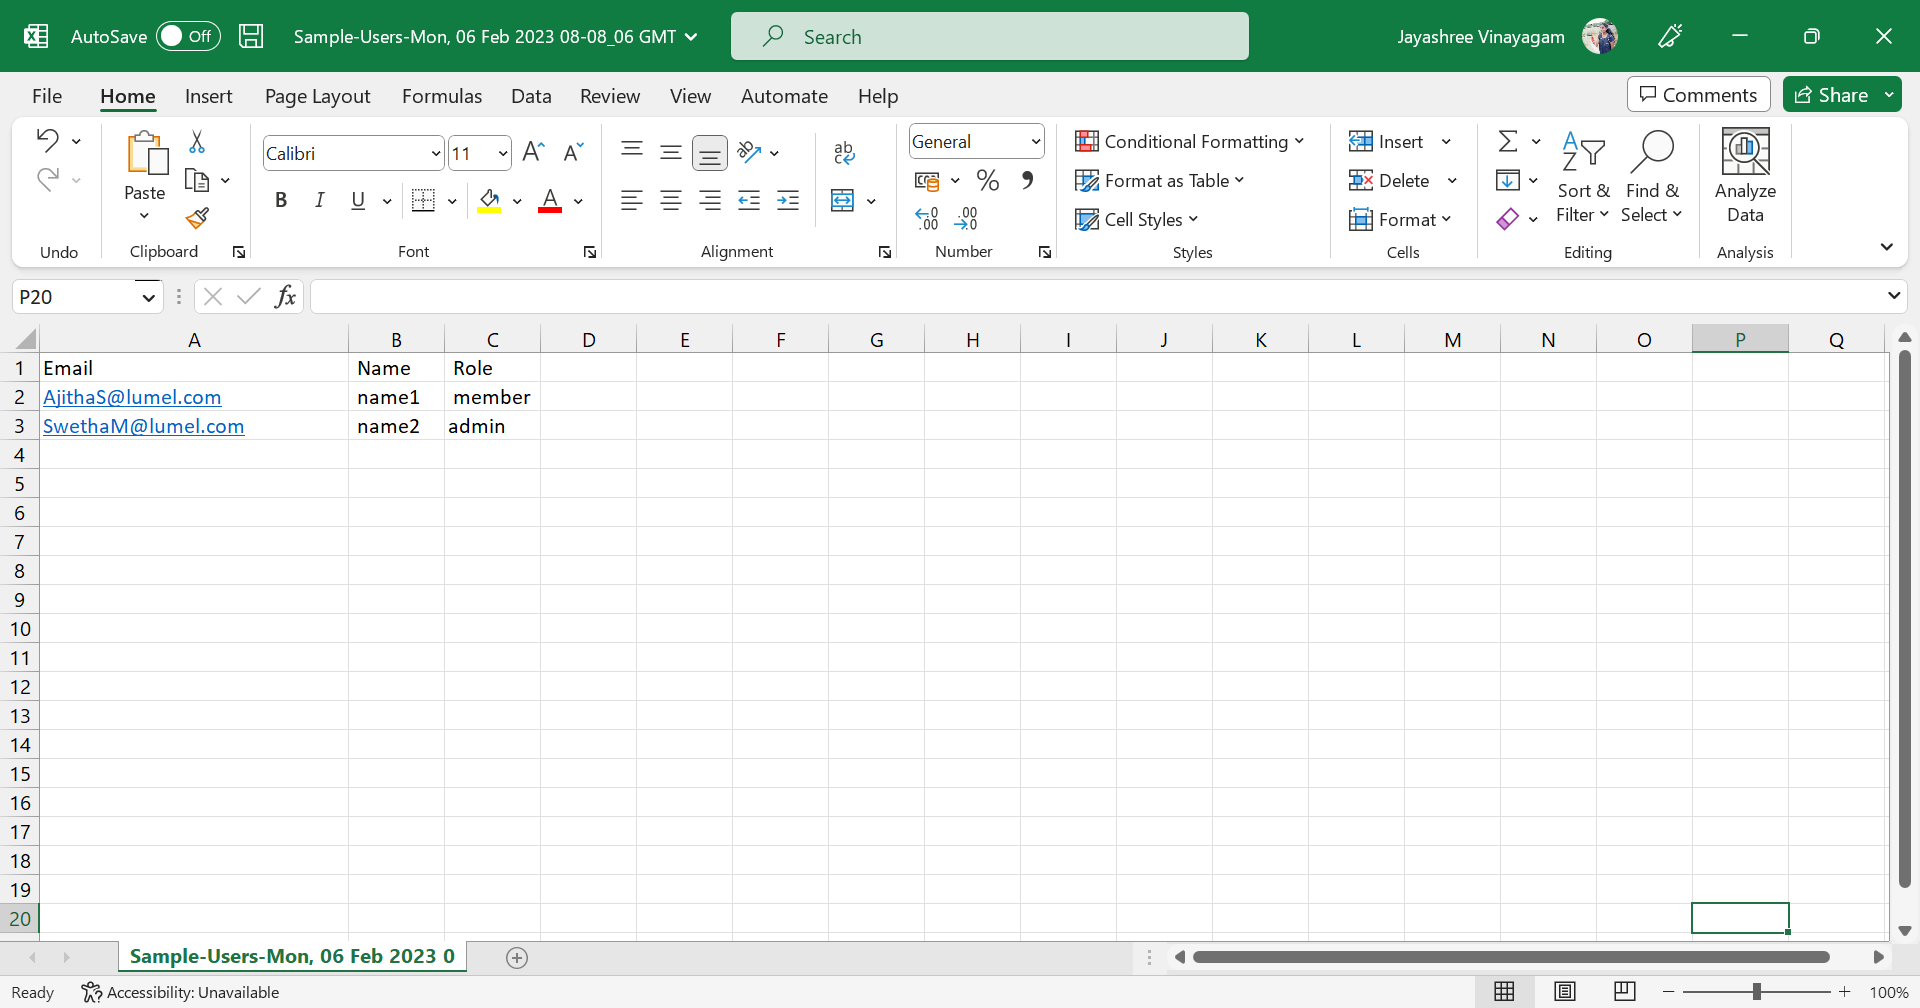 AutoSave Off Sample-Users-Mon, 06 Feb 2023 08-08_06 GMT Search Jayashree Vinayagam
File Home Insert Page Layout Formulas Data Review View Automate Help Comments Share
Paste
Undo Clipboard
Calibri 11
B I U A
Font
ab
c
Alignment
General
% ,
Number
Conditional Formatting
Format as Table
Cell Styles
Styles
Insert
Delete
Format
Cells
Sort & Filter
Find & Select
Editing
Analyze Data
Analysis
P20 fx
A B C D E F G H I J K L M N O P Q
1 Email Name Role
2 AjithaS@lumel.com name1 member
3 SwethaM@lumel.com name2 admin
4
5
6
7
8
9
10
11
12
13
14
15
16
17
18
19
20
Sample-Users-Mon, 06 Feb 2023 0
Ready Accessibility: Unavailable 100%